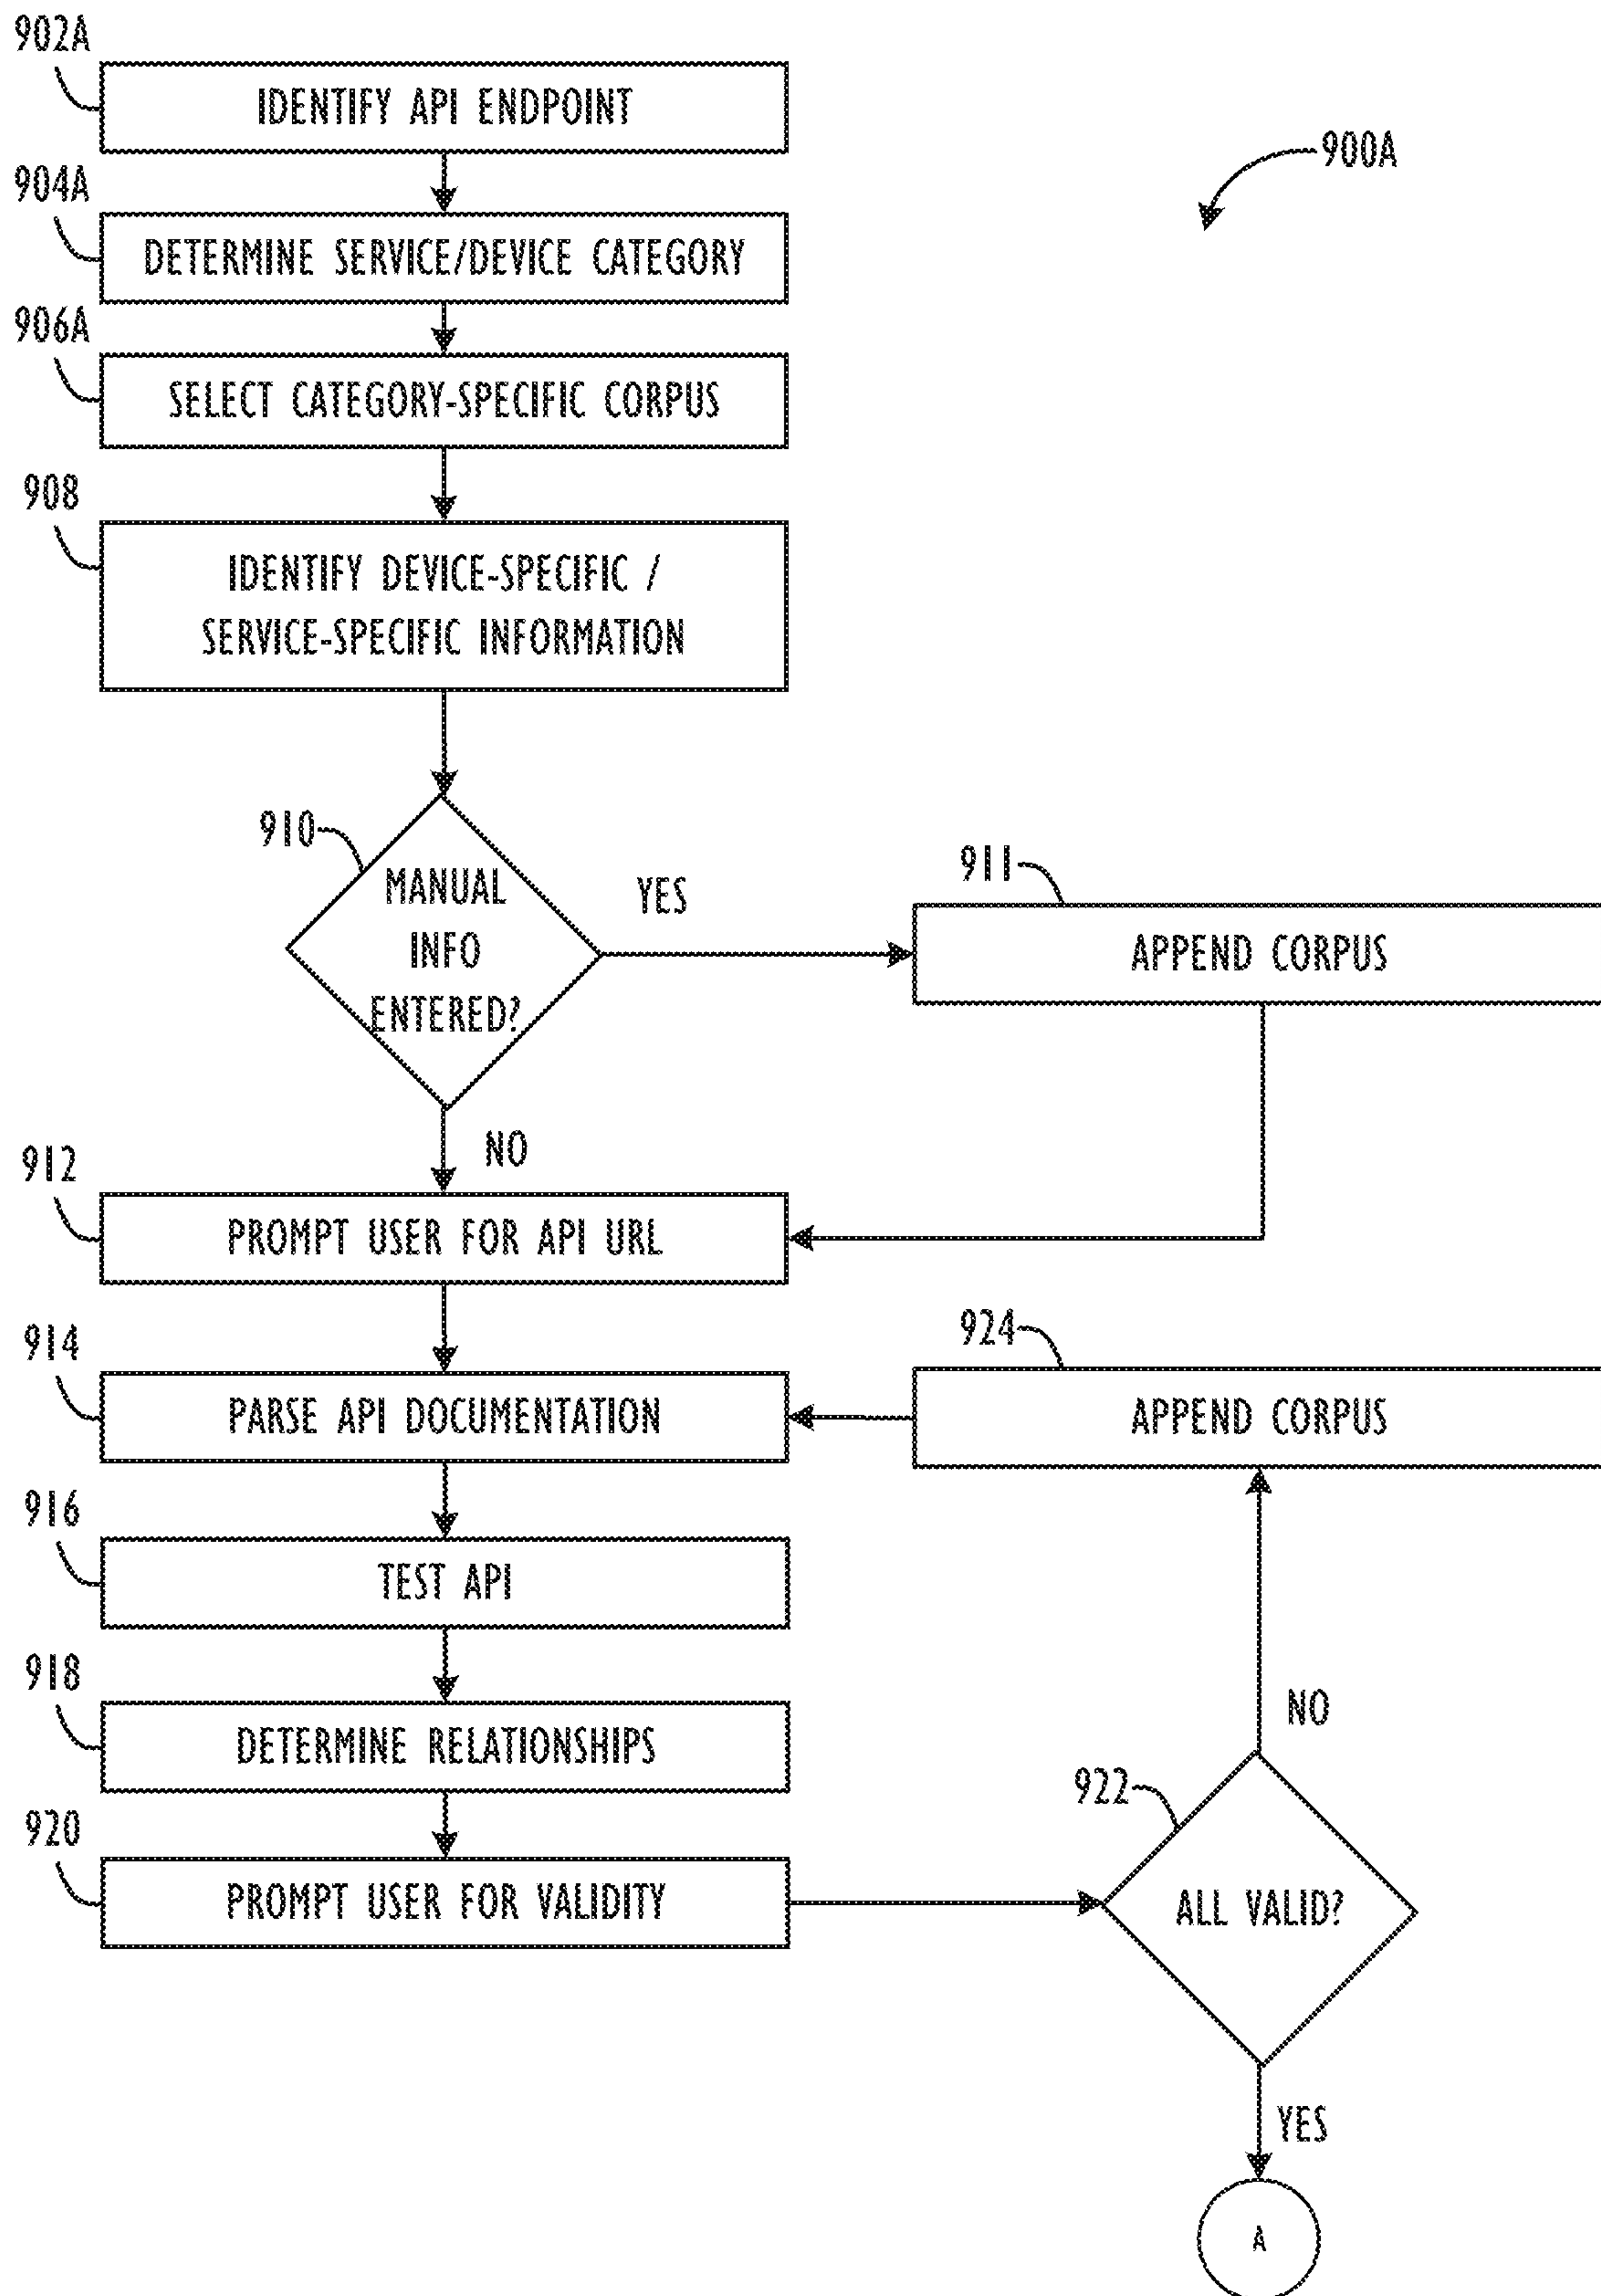 902A
IDENTIFY API ENDPOINT
900A
904A
DETERMINE SERVICE/DEVICE CATEGORY
906A
SELECT CATEGORY-SPECIFIC CORPUS
908
IDENTIFY DEVICE-SPECIFIC /
SERVICE-SPECIFIC INFORMATION
910
MANUAL
INFO
ENTERED?
YES
911
APPEND CORPUS
NO
912
PROMPT USER FOR API URL
914
PARSE API DOCUMENTATION
924
APPEND CORPUS
916
TEST API
918
DETERMINE RELATIONSHIPS
NO
920
PROMPT USER FOR VALIDITY
922
ALL VALID?
YES
A